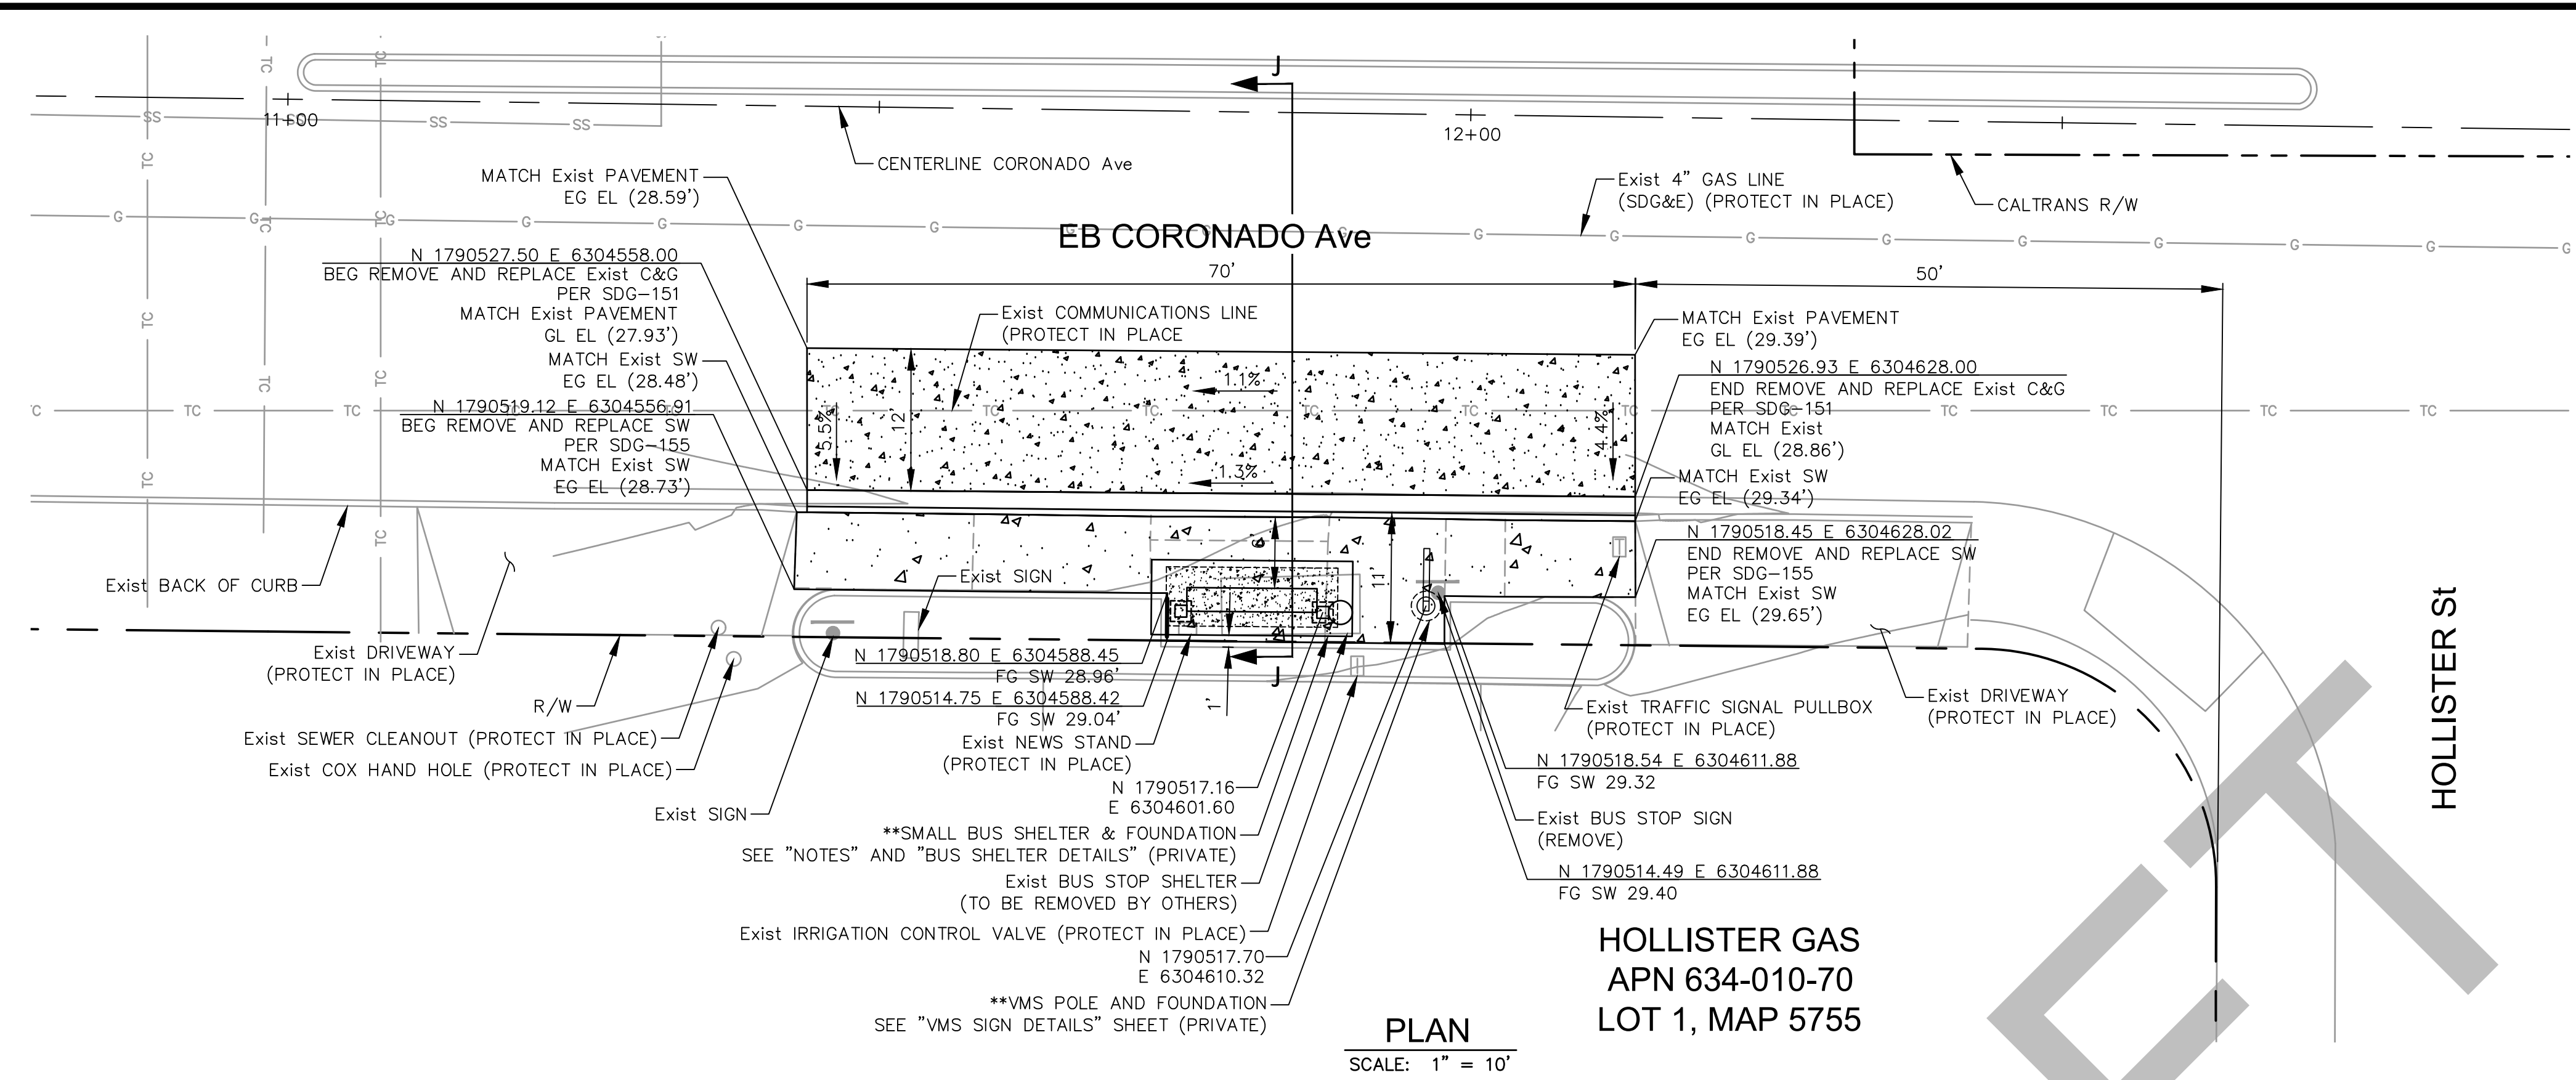 J
11+00
12+00
CENTERLINE CORONADO Ave
MATCH Exist PAVEMENT
EG EL (28.59')
Exist 4" GAS LINE
(SDG&E) (PROTECT IN PLACE)
CALTRANS R/W
EB CORONADO Ave
70'
50'
N 1790527.50 E 6304558.00
BEG REMOVE AND REPLACE Exist C&G
PER SDG-151
MATCH Exist PAVEMENT
GL EL (27.93')
MATCH Exist SW
EG EL (28.48')
N 1790519.12 E 6304556.91
BEG REMOVE AND REPLACE SW
PER SDG-155
MATCH Exist SW
EG EL (28.73')
Exist COMMUNICATIONS LINE
(PROTECT IN PLACE
1.1%
5.5%
12'
4.4%
1.3%
MATCH Exist PAVEMENT
EG EL (29.39')
N 1790526.93 E 6304628.00
END REMOVE AND REPLACE Exist C&G
PER SDG-151
MATCH Exist
GL EL (28.86')
MATCH Exist SW
EG EL (29.34')
N 1790518.45 E 6304628.02
END REMOVE AND REPLACE SW
PER SDG-155
MATCH Exist SW
EG EL (29.65')
Exist BACK OF CURB
Exist SIGN
6'
11'
Exist DRIVEWAY
(PROTECT IN PLACE)
R/W
Exist SEWER CLEANOUT (PROTECT IN PLACE)
Exist COX HAND HOLE (PROTECT IN PLACE)
Exist SIGN
N 1790518.80 E 6304588.45
FG SW 28.96'
N 1790514.75 E 6304588.42
FG SW 29.04'
1'
J
Exist NEWS STAND
(PROTECT IN PLACE)
N 1790517.16
E 6304601.60
**SMALL BUS SHELTER & FOUNDATION
SEE "NOTES" AND "BUS SHELTER DETAILS" (PRIVATE)
Exist BUS STOP SHELTER
(TO BE REMOVED BY OTHERS)
Exist IRRIGATION CONTROL VALVE (PROTECT IN PLACE)
N 1790517.70
E 6304610.32
**VMS POLE AND FOUNDATION
SEE "VMS SIGN DETAILS" SHEET (PRIVATE)
Exist TRAFFIC SIGNAL PULLBOX
(PROTECT IN PLACE)
Exist DRIVEWAY
(PROTECT IN PLACE)
N 1790518.54 E 6304611.88
FG SW 29.32
Exist BUS STOP SIGN
(REMOVE)
N 1790514.49 E 6304611.88
FG SW 29.40
HOLLISTER St
HOLLISTER GAS
APN 634-010-70
LOT 1, MAP 5755
PLAN
SCALE: 1" = 10'